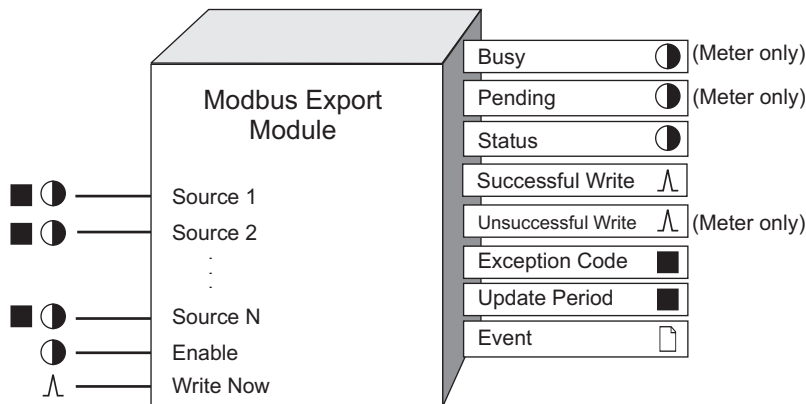 Modbus Export
Module
Source 1
Source 2
Source N
Enable
Write Now
Busy (Meter only)
Pending (Meter only)
Status
Successful Write
Unsuccessful Write (Meter only)
Exception Code
Update Period
Event